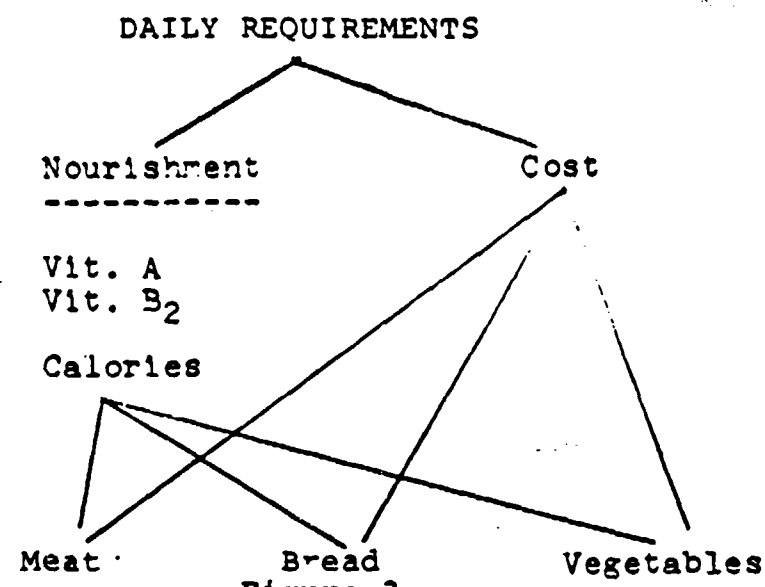 DAILY REQUIREMENTS
Nourishment
Cost
Vit. A
Vit. B₂
Calories
Meat
Bread
Vegetables